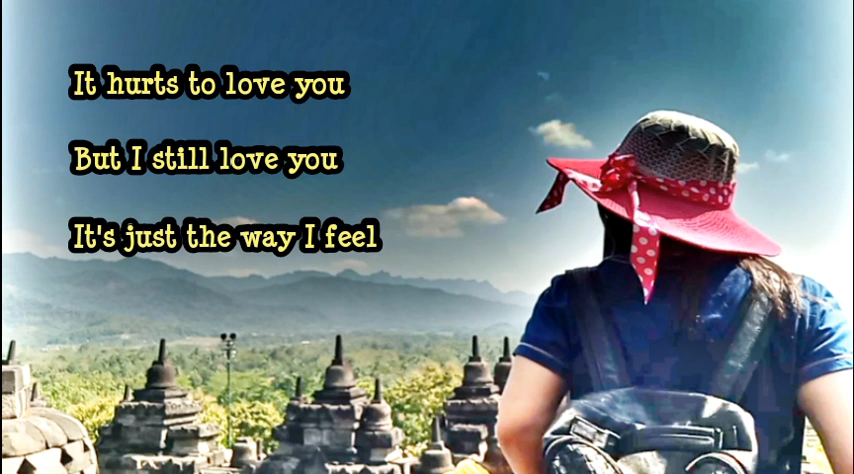 It hurts to love you
But I still love you
It's just the way I feel